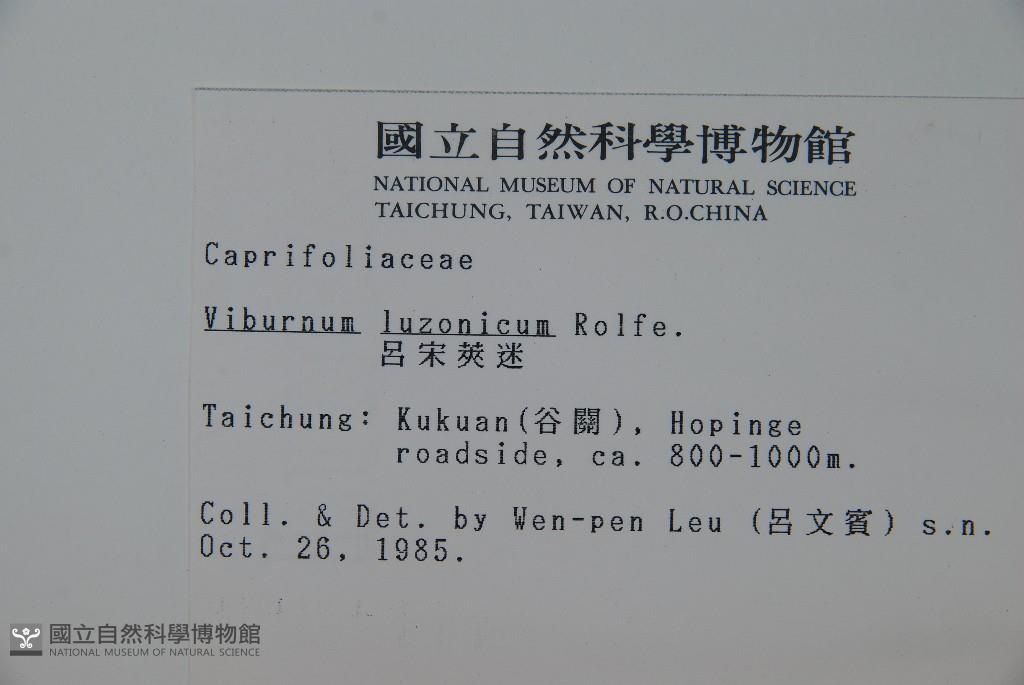 國立自然科學博物館
NATIONAL MUSEUM OF NATURAL SCIENCE
TAICHUNG, TAIWAN, R.O.CHINA
Caprifoliaceae
Viburnum luzonicum Rolfe.
呂宋莢迷
Taichung: Kukuan(谷關), Hopinge
roadside, ca. 800-1000m.
Coll. & Det. by Wen-pen Leu (呂文賓) s.n.
Oct. 26, 1985.
國立自然科學博物館
NATIONAL MUSEUM OF NATURAL SCIENCE